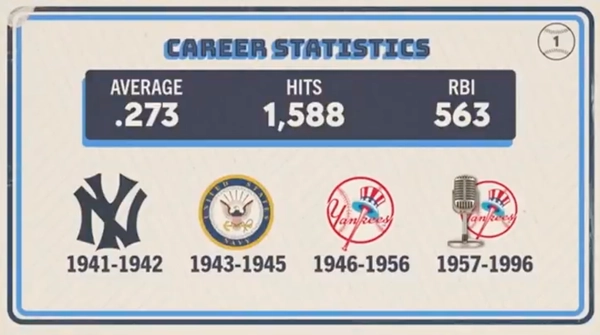 CAREER STATISTICS
1
AVERAGE HITS RBI
.273 1,588 563
NY
UNITED STATES NAVY
Yankees
Yankees
1941-1942 1943-1945 1946-1956 1957-1996